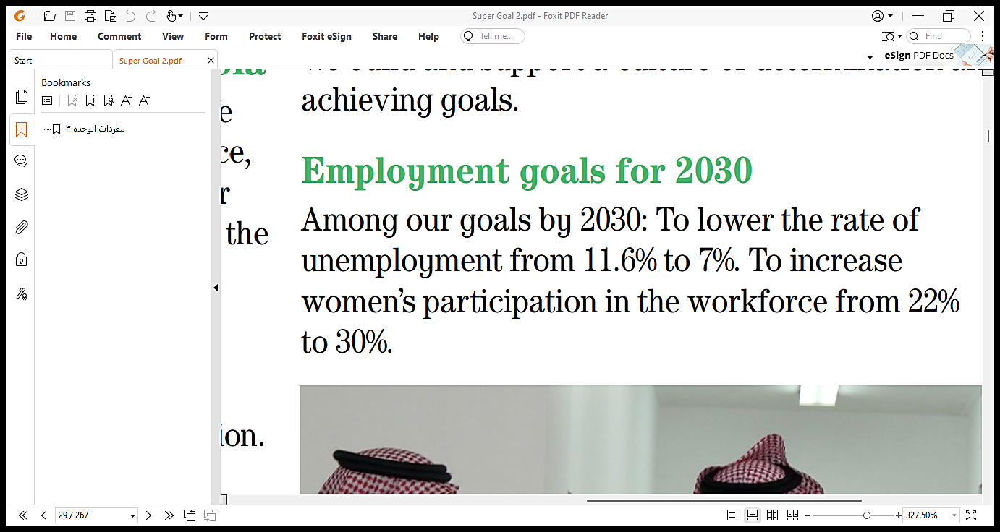 Super Goal 2.pdf - Foxit PDF Reader
File Home Comment View Form Protect Foxit eSign Share Help Tell me... Find
Start Super Goal 2.pdf eSign PDF Docs
Bookmarks
مفردات الوحده ٣
ce,
the
ion.
achieving goals.
Employment goals for 2030
Among our goals by 2030: To lower the rate of
unemployment from 11.6% to 7%. To increase
women’s participation in the workforce from 22%
to 30%.
29 / 267 327.50%